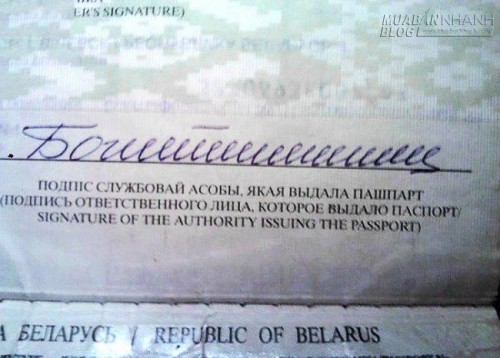 ER'S SIGNATURE)
MUABANNHANH
BLOG
ПОДПІС СЛУЖБОВАЙ АСОБЫ, ЯКАЯ ВЫДАЛА ПАШПАРТ
(ПОДПИСЬ ОТВЕТСТВЕННОГО ЛИЦА, КОТОРОЕ ВЫДАЛО ПАСПОРТ/
SIGNATURE OF THE AUTHORITY ISSUING THE PASSPORT)
А БЕЛАРУСЬ / REPUBLIC OF BELARUS